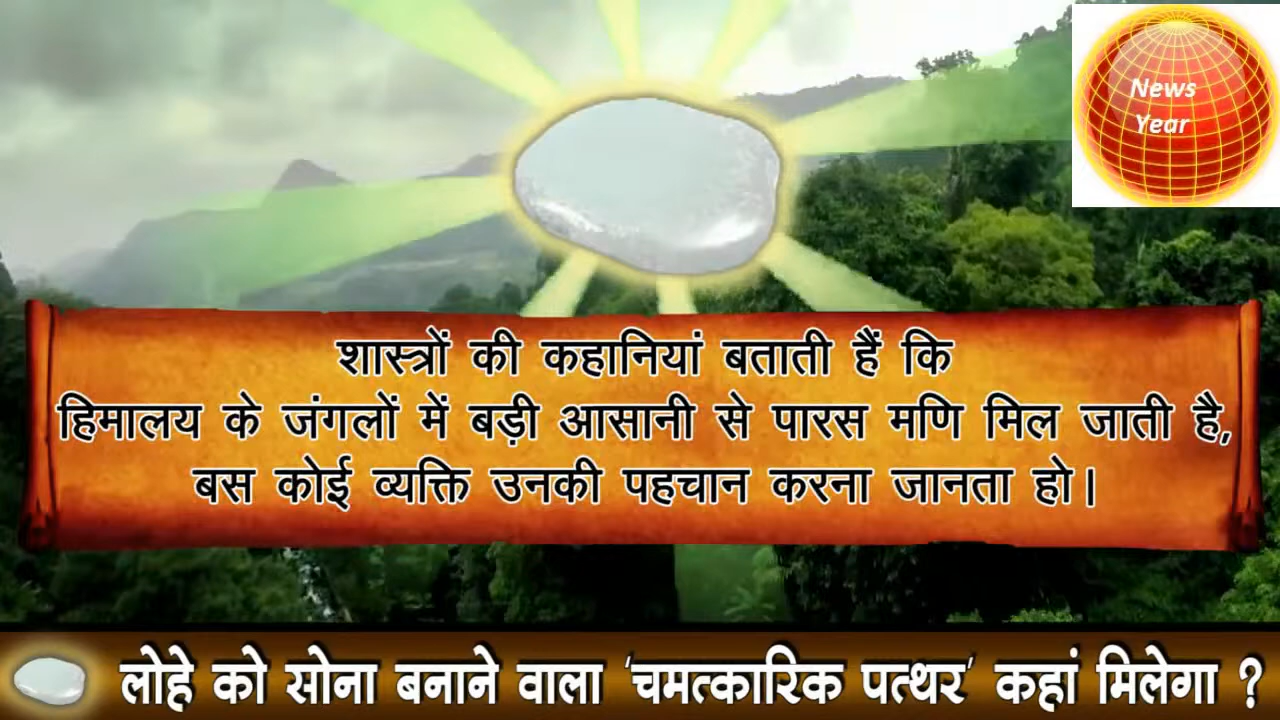 News
Year
शास्त्रों की कहानियां बताती हैं कि
हिमालय के जंगलों में बड़ी आसानी से पारस मणि मिल जाती है,
बस कोई व्यक्ति उनकी पहचान करना जानता हो।
लोहे को सोना बनाने वाला 'चमत्कारिक पत्थर' कहां मिलेगा ?